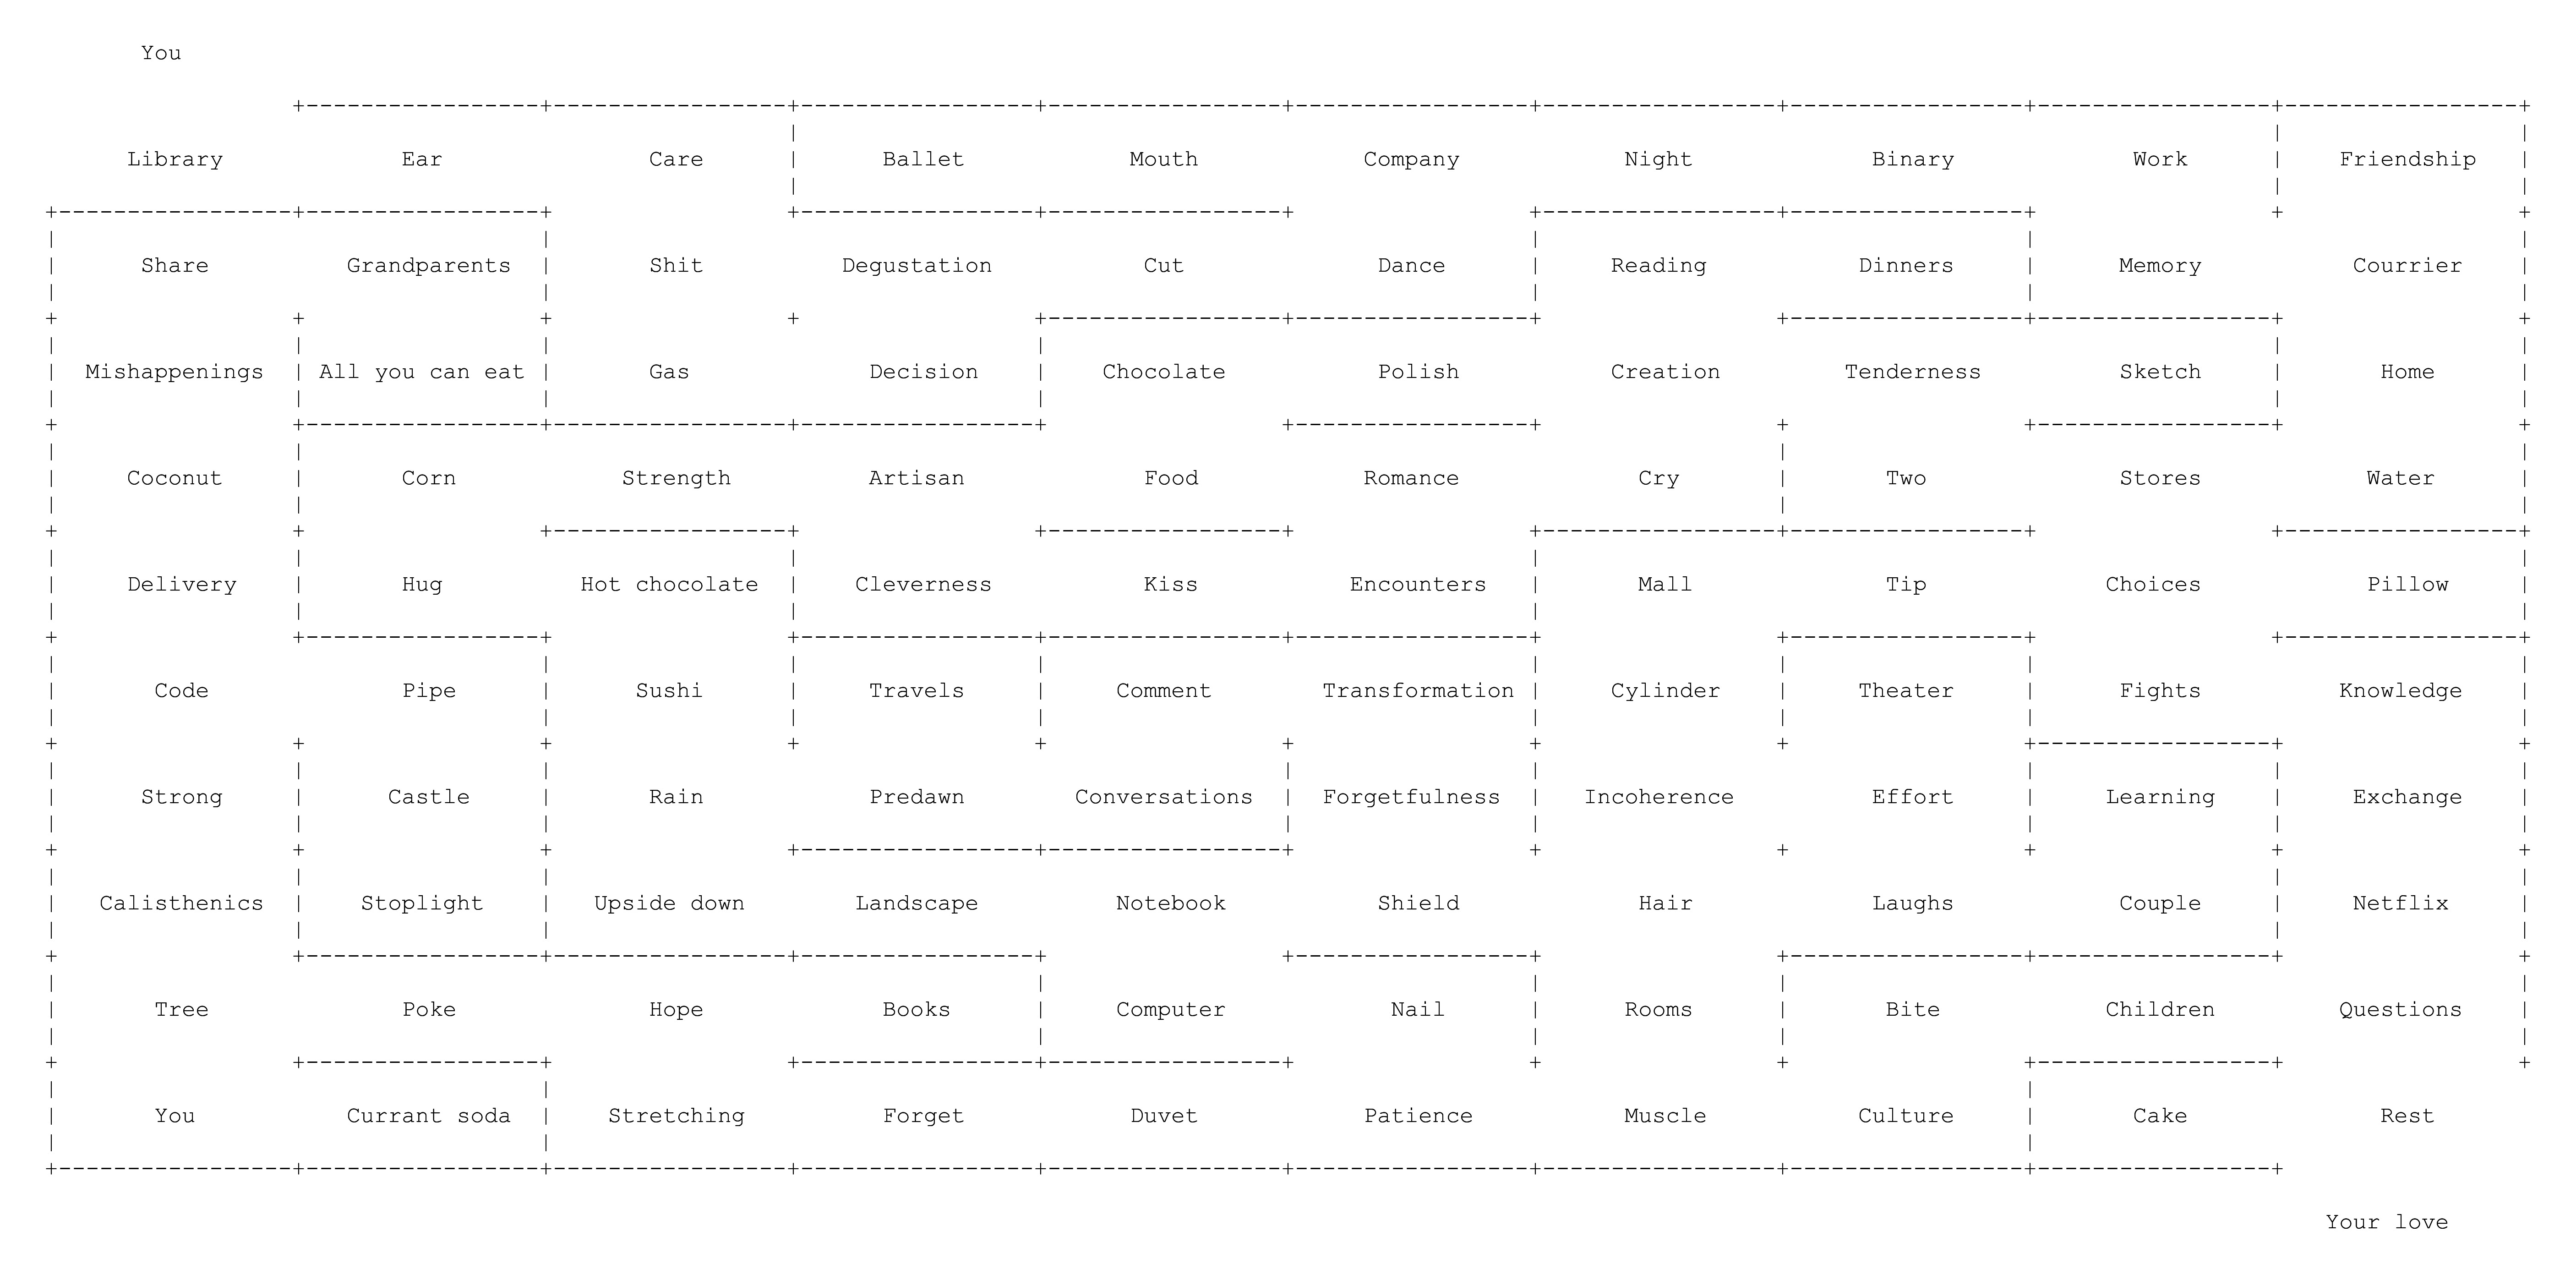 You
Library Ear Care Ballet Mouth Company Night Binary Work Friendship
Share Grandparents Shit Degustation Cut Dance Reading Dinners Memory Courrier
Mishappenings All you can eat Gas Decision Chocolate Polish Creation Tenderness Sketch Home
Coconut Corn Strength Artisan Food Romance Cry Two Stores Water
Delivery Hug Hot chocolate Cleverness Kiss Encounters Mall Tip Choices Pillow
Code Pipe Sushi Travels Comment Transformation Cylinder Theater Fights Knowledge
Strong Castle Rain Predawn Conversations Forgetfulness Incoherence Effort Learning Exchange
Calisthenics Stoplight Upside down Landscape Notebook Shield Hair Laughs Couple Netflix
Tree Poke Hope Books Computer Nail Rooms Bite Children Questions
You Currant soda Stretching Forget Duvet Patience Muscle Culture Cake Rest
Your love